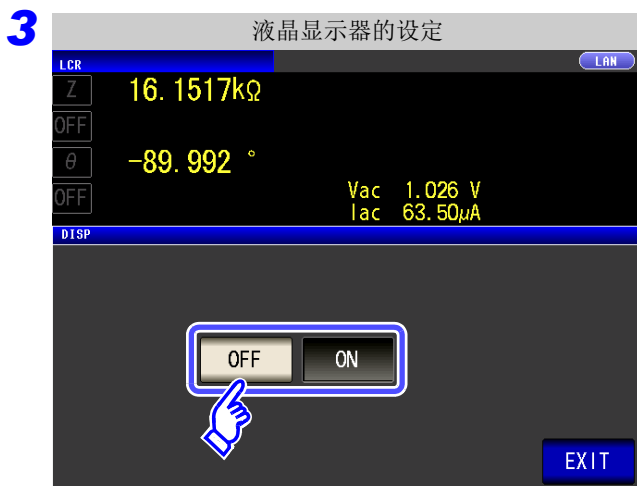 3
液晶显示器的设定
LCR LAN
Z 16.1517kΩ
OFF
θ -89.992 °
OFF Vac 1.026 V
Iac 63.50μA
DISP
OFF ON
EXIT